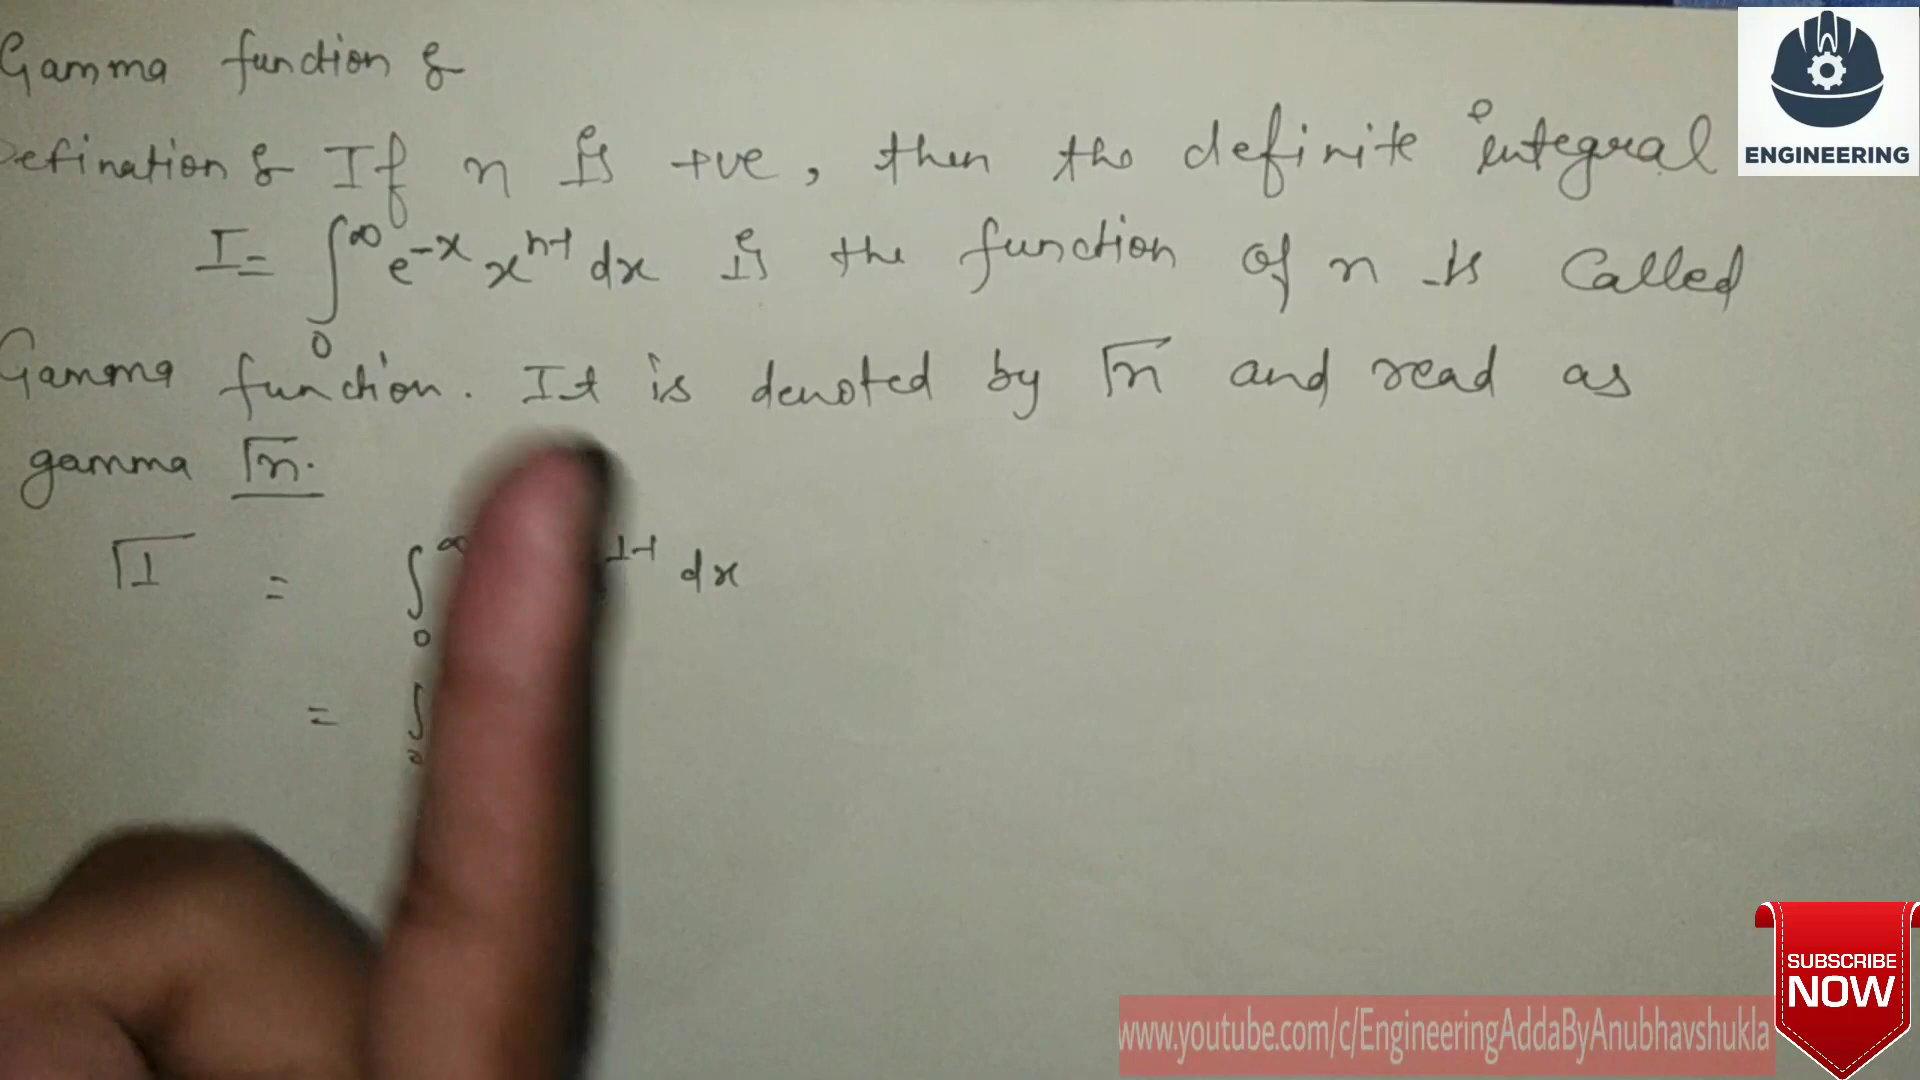 Gamma function :-
Defination :- If n is +ve, then the definite integral
I = ∫₀^∞ e^-x x^n-1 dx is the function of n is called
Gamma function. It is denoted by Γn and read as
gamma Γn.
Γ1 = ∫₀^∞ 1-1 dx
= ∫₀
ENGINEERING
SUBSCRIBE
NOW
www.youtube.com/c/EngineeringAddaByAnubhavshukla